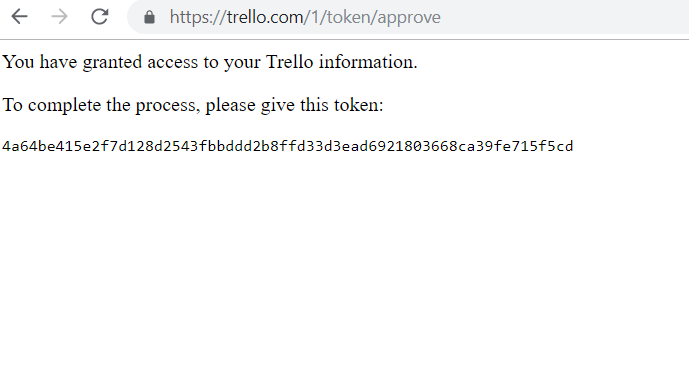 https://trello.com/1/token/approve
You have granted access to your Trello information.
To complete the process, please give this token:
4a64be415e2f7d128d2543fbbddd2b8ffd33d3ead6921803668ca39fe715f5cd